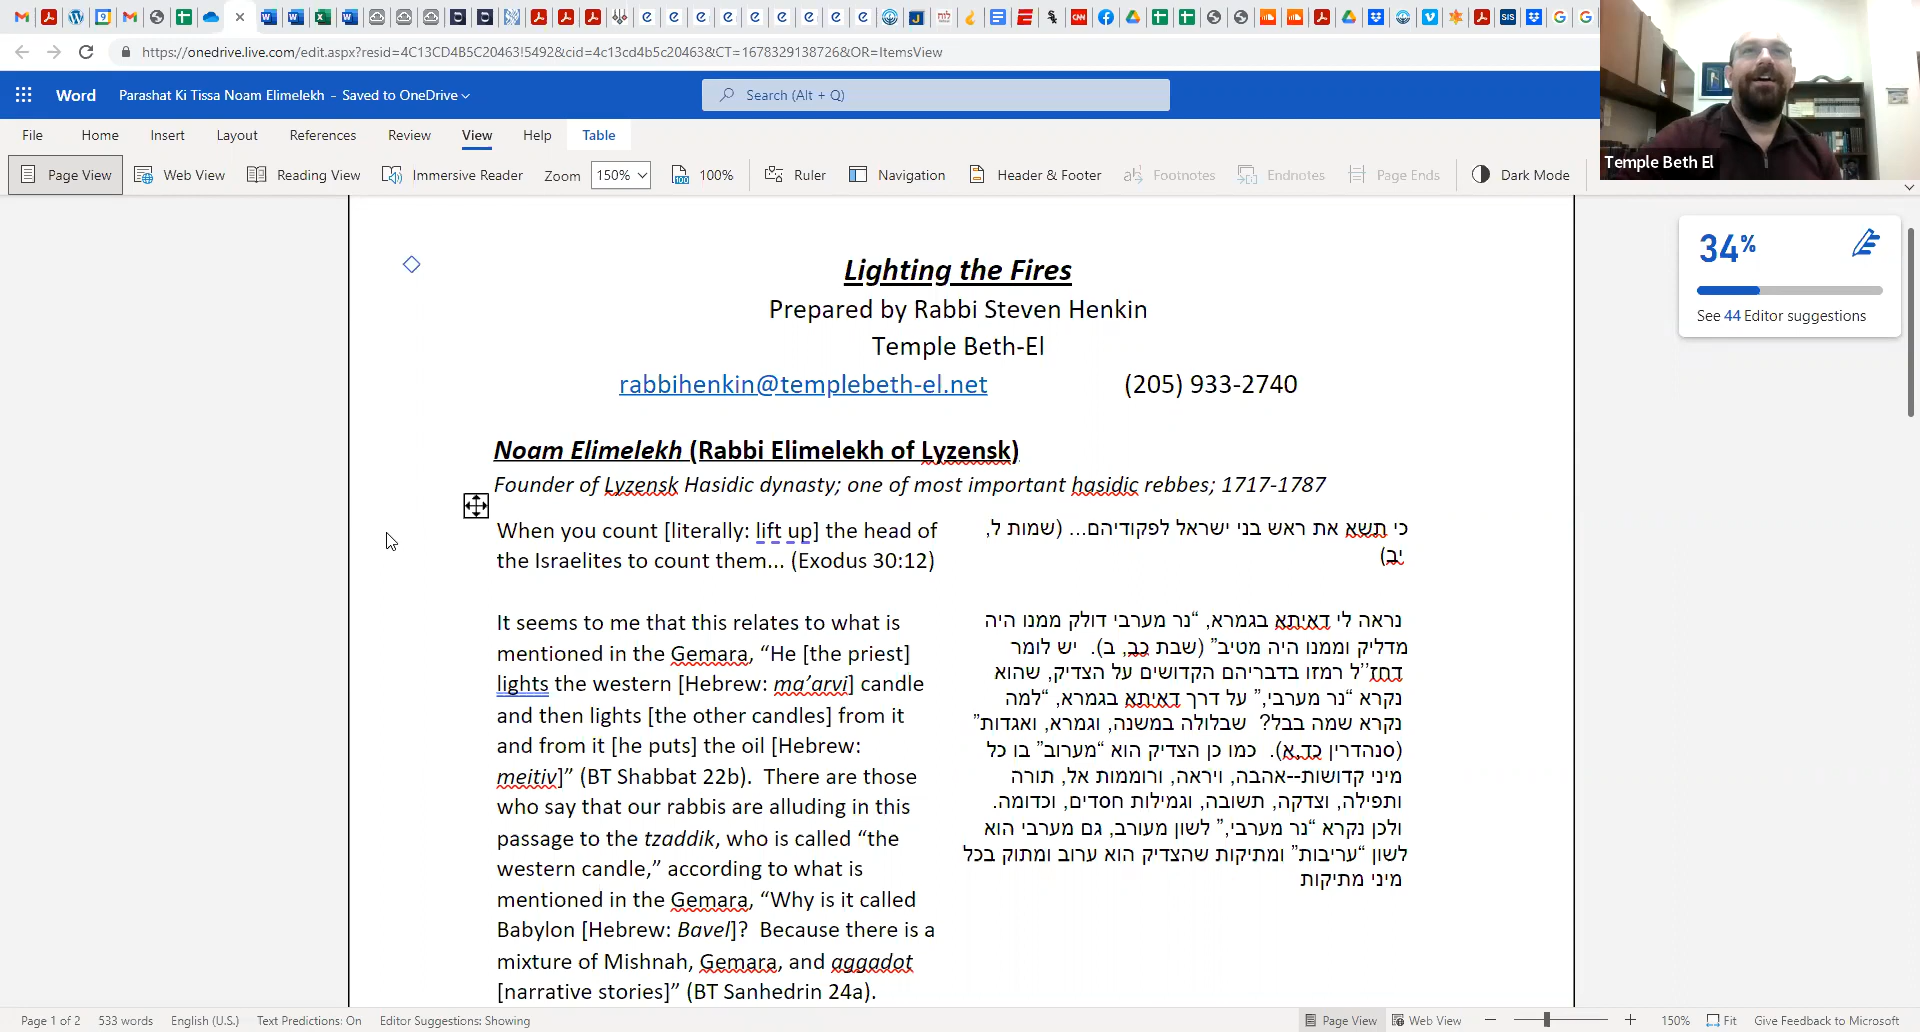 https://onedrive.live.com/edit.aspx?resid=4C13CD4B5C20463!5492&cid=4c13cd4b5c20463&CT=1678329138726&OR=ItemsView
Word
Parashat Ki Tissa Noam Elimelekh - Saved to OneDrive
Search (Alt + Q)
File Home Insert Layout References Review View Help Table
Page View Web View Reading View Immersive Reader Zoom 150% 100% Ruler Navigation Header & Footer Footnotes Endnotes Page Ends Dark Mode
Temple Beth El
34%
See 44 Editor suggestions
Lighting the Fires
Prepared by Rabbi Steven Henkin
Temple Beth-El
rabbihenkin@templebeth-el.net (205) 933-2740
Noam Elimelekh (Rabbi Elimelekh of Lyzensk)
Founder of Lyzensk Hasidic dynasty; one of most important hasidic rebbes; 1717-1787
When you count [literally: lift up] the head of
the Israelites to count them... (Exodus 30:12)
It seems to me that this relates to what is
mentioned in the Gemara, “He [the priest]
lights the western [Hebrew: ma’arvi] candle
and then lights [the other candles] from it
and from it [he puts] the oil [Hebrew:
meitiv]” (BT Shabbat 22b). There are those
who say that our rabbis are alluding in this
passage to the tzaddik, who is called “the
western candle,” according to what is
mentioned in the Gemara, “Why is it called
Babylon [Hebrew: Bavel]? Because there is a
mixture of Mishnah, Gemara, and aggadot
[narrative stories]” (BT Sanhedrin 24a).
כי תשא את ראש בני ישראל לפקודיהם... (שמות ל,
יב)
נראה לי דאיתא בגמרא, “נר מערבי דולק ממנו היה
מדליק וממנו היה מטיב” (שבת כב, ב). יש לומר
דחז’’ל רמזו בדבריהם הקדושים על הצדיק, שהוא
נקרא “נר מערבי,” על דרך דאיתא בגמרא, “למה
נקרא שמה בבל? שבלולה במשנה, וגמרא, ואגדות”
(סנהדרין כד,א). כמו כן הצדיק הוא “מערוב” בו כל
מיני קדושות--אהבה, ויראה, ורוממות אל, תורה
ותפילה, וצדקה, תשובה, וגמילות חסדים, וכדומה.
ולכן נקרא “נר מערבי,” לשון מעורב, גם מערבי הוא
לשון “עריבות” ומתיקות שהצדיק הוא ערוב ומתוק בכל
מיני מתיקות
Page 1 of 2 533 words English (U.S.) Text Predictions: On Editor Suggestions: Showing Page View Web View 150% Fit Give Feedback to Microsoft